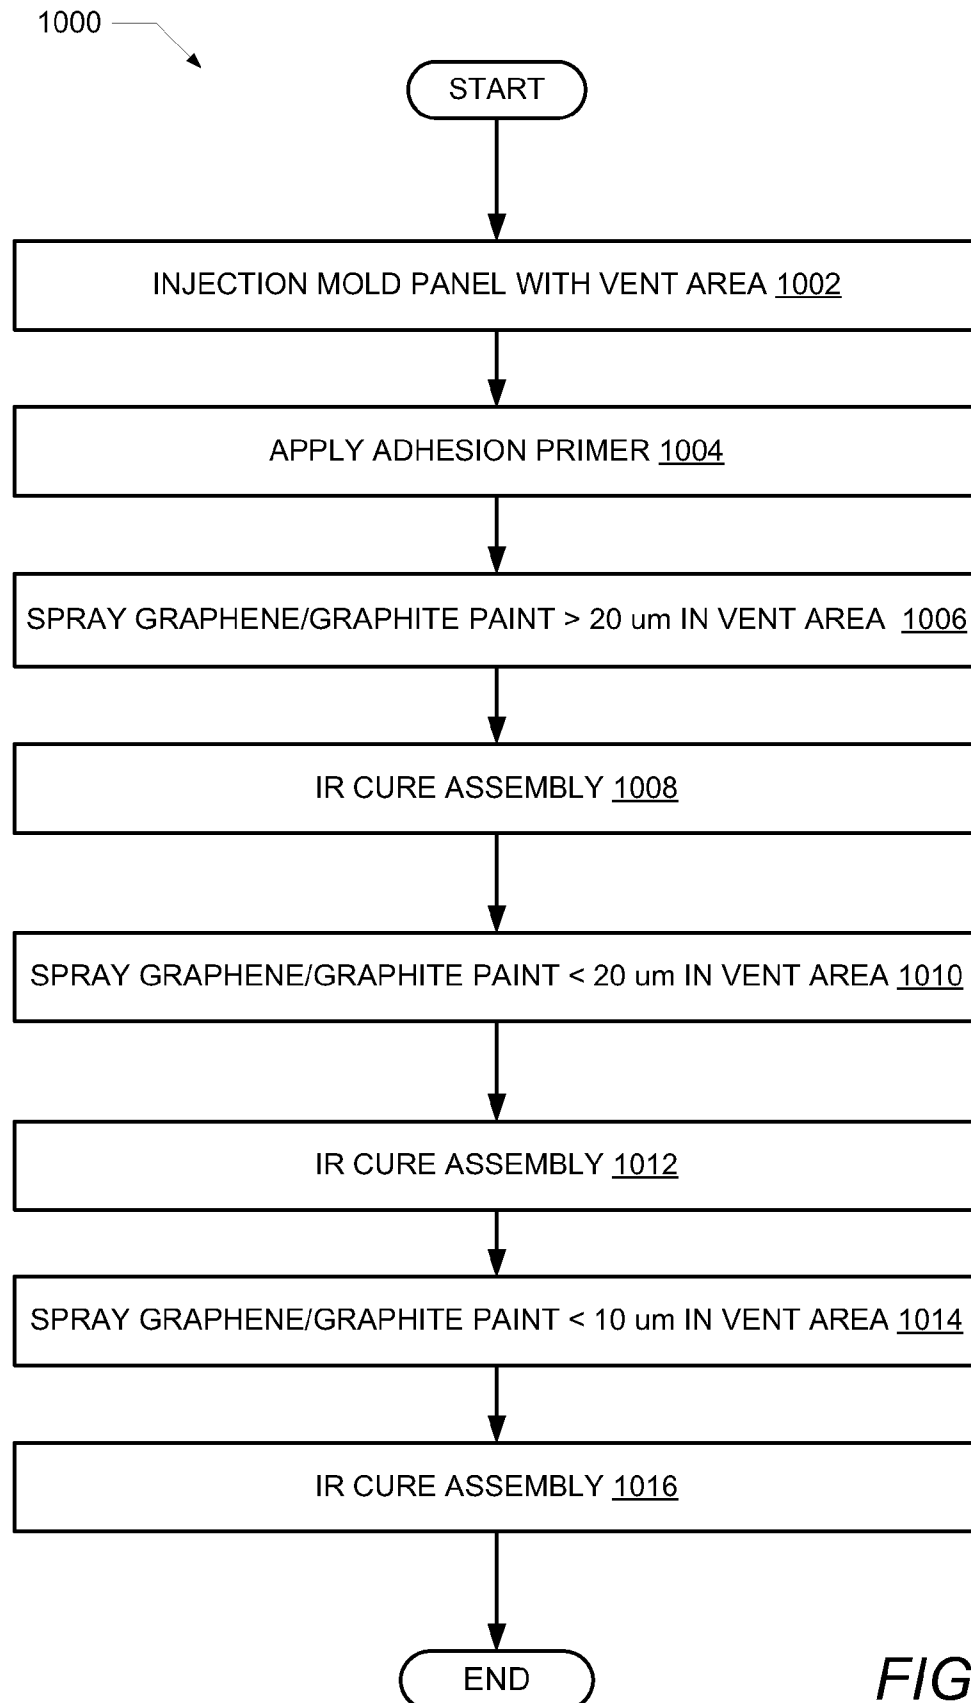 1000
START
INJECTION MOLD PANEL WITH VENT AREA 1002
APPLY ADHESION PRIMER 1004
SPRAY GRAPHENE/GRAPHITE PAINT > 20 um IN VENT AREA 1006
IR CURE ASSEMBLY 1008
SPRAY GRAPHENE/GRAPHITE PAINT < 20 um IN VENT AREA 1010
IR CURE ASSEMBLY 1012
SPRAY GRAPHENE/GRAPHITE PAINT < 10 um IN VENT AREA 1014
IR CURE ASSEMBLY 1016
END
FIG